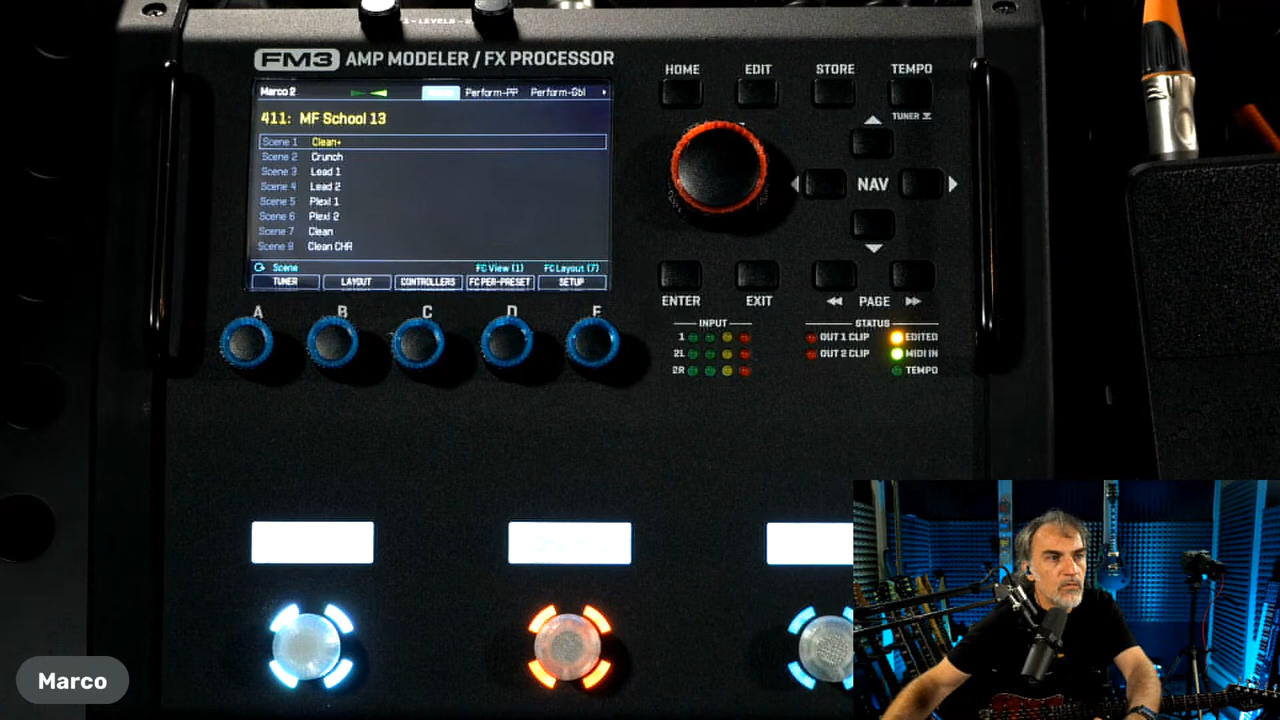 1-LEVELS-2
FM3 AMP MODELER / FX PROCESSOR
Marco 2
Perform-PP Perform-Gbl
411: MF School 13
Scene 1 Clean+
Scene 2 Crunch
Scene 3 Lead 1
Scene 4 Lead 2
Scene 5 Plexi 1
Scene 6 Plexi 2
Scene 7 Clean
Scene 8 Clean CHR
Scene FC View (1) FC Layout (7)
TUNER LAYOUT CONTROLLERS FC PER-PRESET SETUP
A B C D E
HOME EDIT STORE TEMPO
TUNER
NAV
ENTER EXIT PAGE
INPUT
1
2L
2R
STATUS
OUT 1 CLIP EDITED
OUT 2 CLIP MIDI IN
TEMPO
Marco